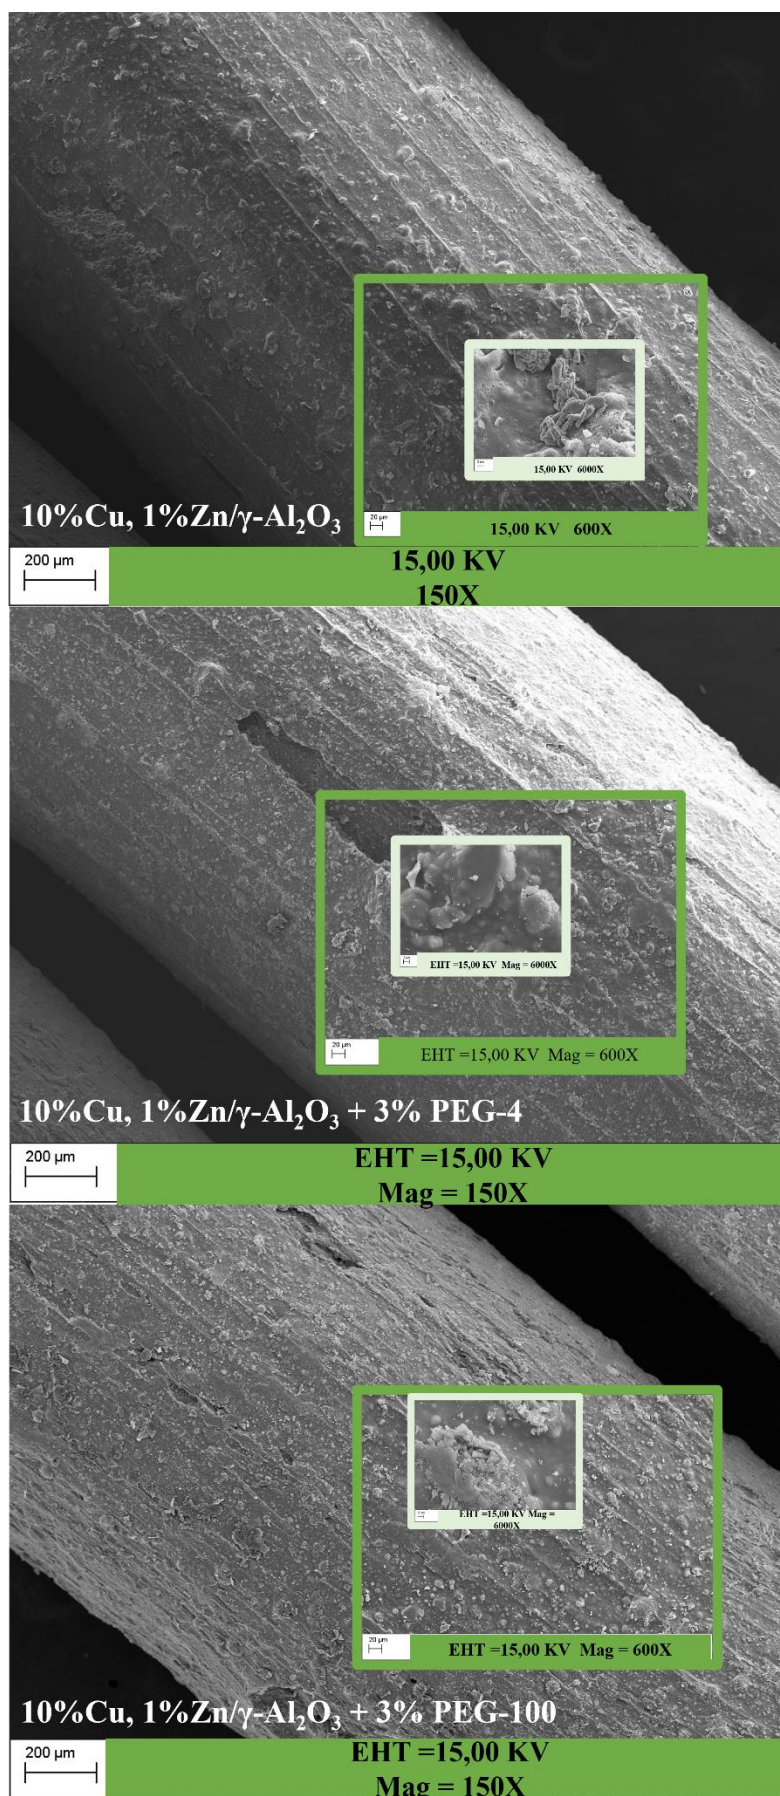 15,00 KV 6000X
20 µm
15,00 KV 600X
10%Cu, 1%Zn/γ-Al₂O₃
200 µm
15,00 KV
150X
EHT =15,00 KV Mag = 6000X
20 µm
EHT =15,00 KV Mag = 600X
10%Cu, 1%Zn/γ-Al₂O₃ + 3% PEG-4
200 µm
EHT =15,00 KV
Mag = 150X
EHT =15,00 KV Mag =
6000X
20 µm
EHT =15,00 KV Mag = 600X
10%Cu, 1%Zn/γ-Al₂O₃ + 3% PEG-100
200 µm
EHT =15,00 KV
Mag = 150X